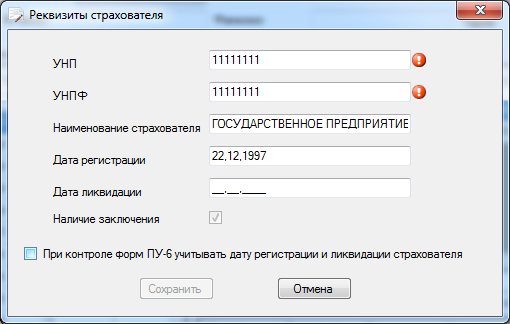 Реквизиты страхователя
УНП 11111111
УНПФ 11111111
Наименование страхователя ГОСУДАРСТВЕННОЕ ПРЕДПРИЯТИЕ
Дата регистрации 22,12,1997
Дата ликвидации __.__.____
Наличие заключения
При контроле форм ПУ-6 учитывать дату регистрации и ликвидации страхователя
Сохранить Отмена